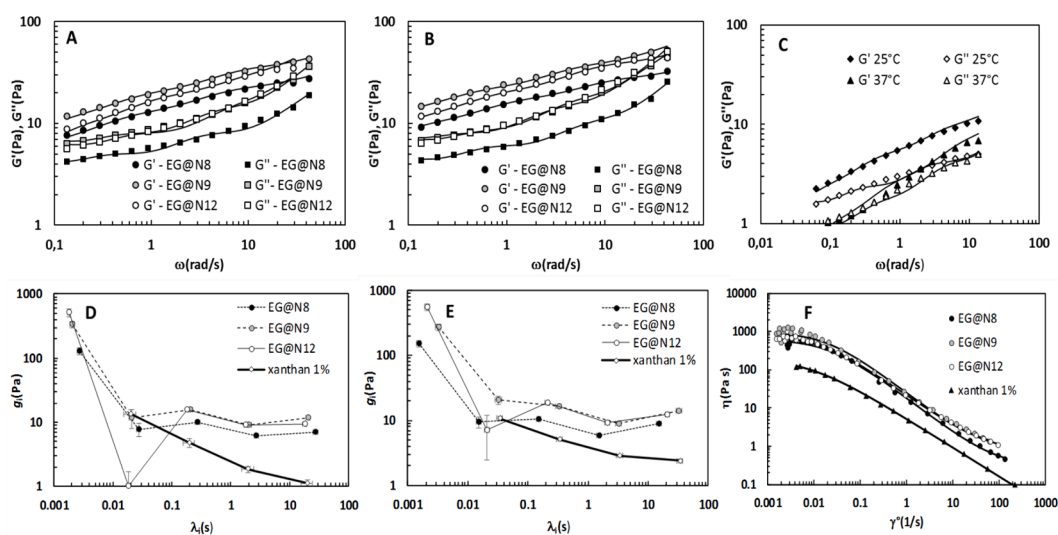 A
100
10
1
G'(Pa), G''(Pa)
G' - EG@N8
G'' - EG@N8
G' - EG@N9
G'' - EG@N9
G' - EG@N12
G'' - EG@N12
0,1
1
10
100
ω(rad/s)
B
100
10
1
G'(Pa), G''(Pa)
G' - EG@N8
G'' - EG@N8
G' - EG@N9
G'' - EG@N9
G' - EG@N12
G'' - EG@N12
0,1
1
10
100
ω(rad/s)
C
100
10
1
G'(Pa), G''(Pa)
G' 25°C
G'' 25°C
G' 37°C
G'' 37°C
0,01
0,1
1
10
100
ω(rad/s)
D
1000
100
10
1
gi(Pa)
EG@N8
EG@N9
EG@N12
xanthan 1%
0.001
0.01
0.1
1
10
100
λi(s)
E
1000
100
10
1
gi(Pa)
EG@N8
EG@N9
EG@N12
xanthan 1%
0.001
0.01
0.1
1
10
100
λi(s)
F
10000
1000
100
10
1
0.1
η(Pa s)
EG@N8
EG@N9
EG@N12
xanthan 1%
0.001
0.01
0.1
1
10
100
1000
γ°(1/s)